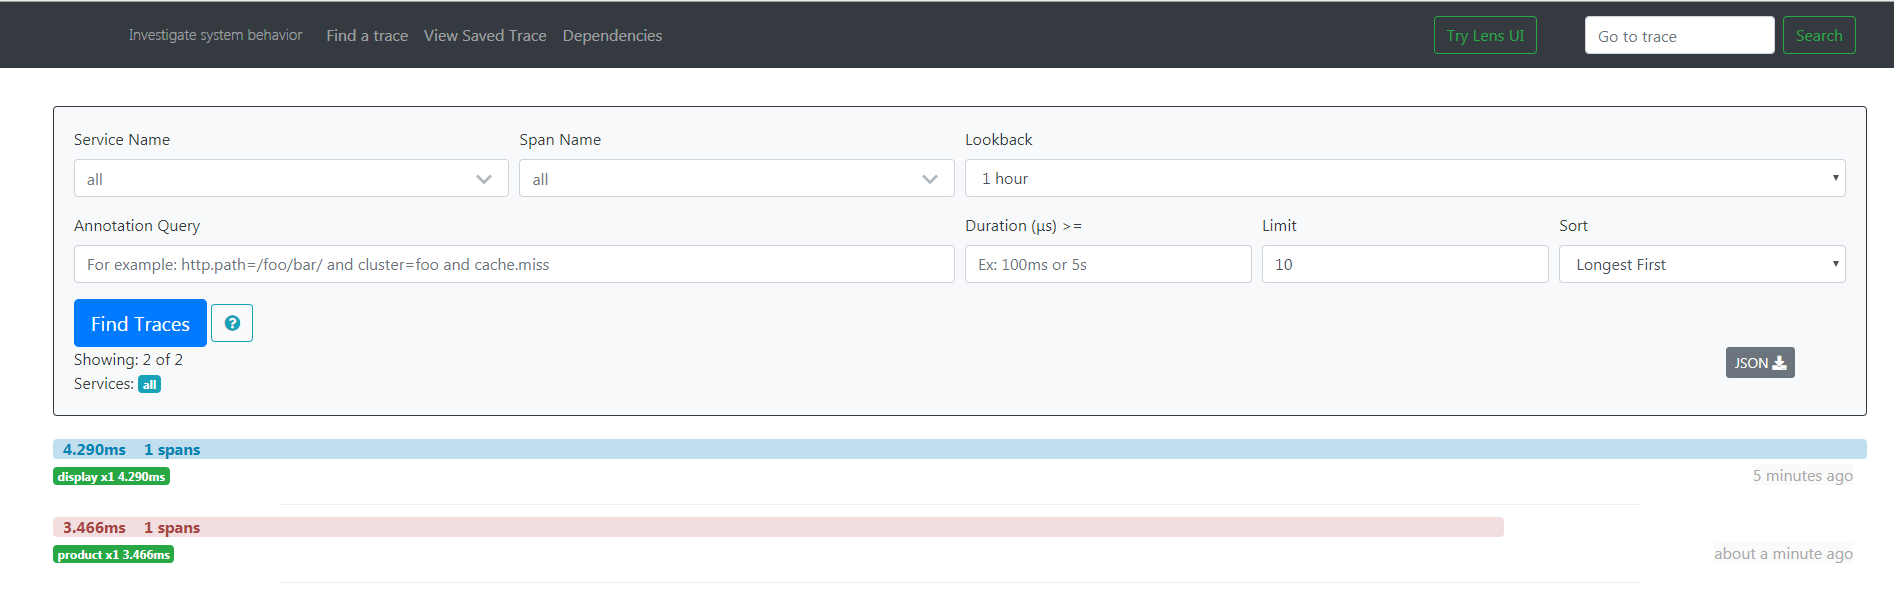 Investigate system behavior Find a trace View Saved Trace Dependencies Try Lens UI Go to trace Search
Service Name Span Name Lookback
all all 1 hour
Annotation Query Duration (μs) >= Limit Sort
For example: http.path=/foo/bar/ and cluster=foo and cache.miss Ex: 100ms or 5s 10 Longest First
Find Traces ?
Showing: 2 of 2 JSON
Services: all
4.290ms 1 spans
display x1 4.290ms 5 minutes ago
3.466ms 1 spans
product x1 3.466ms about a minute ago